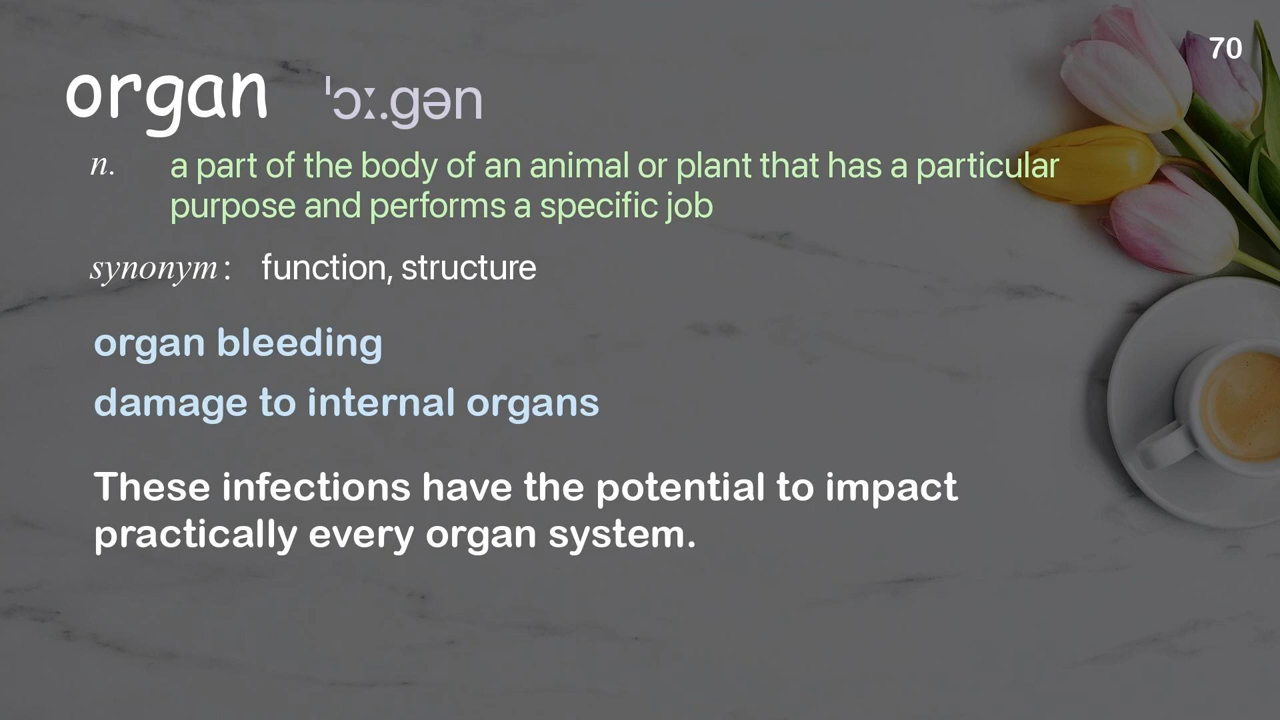 70
organ ˈɔː.gən
n. a part of the body of an animal or plant that has a particular
purpose and performs a specific job
synonym: function, structure
organ bleeding
damage to internal organs
These infections have the potential to impact
practically every organ system.